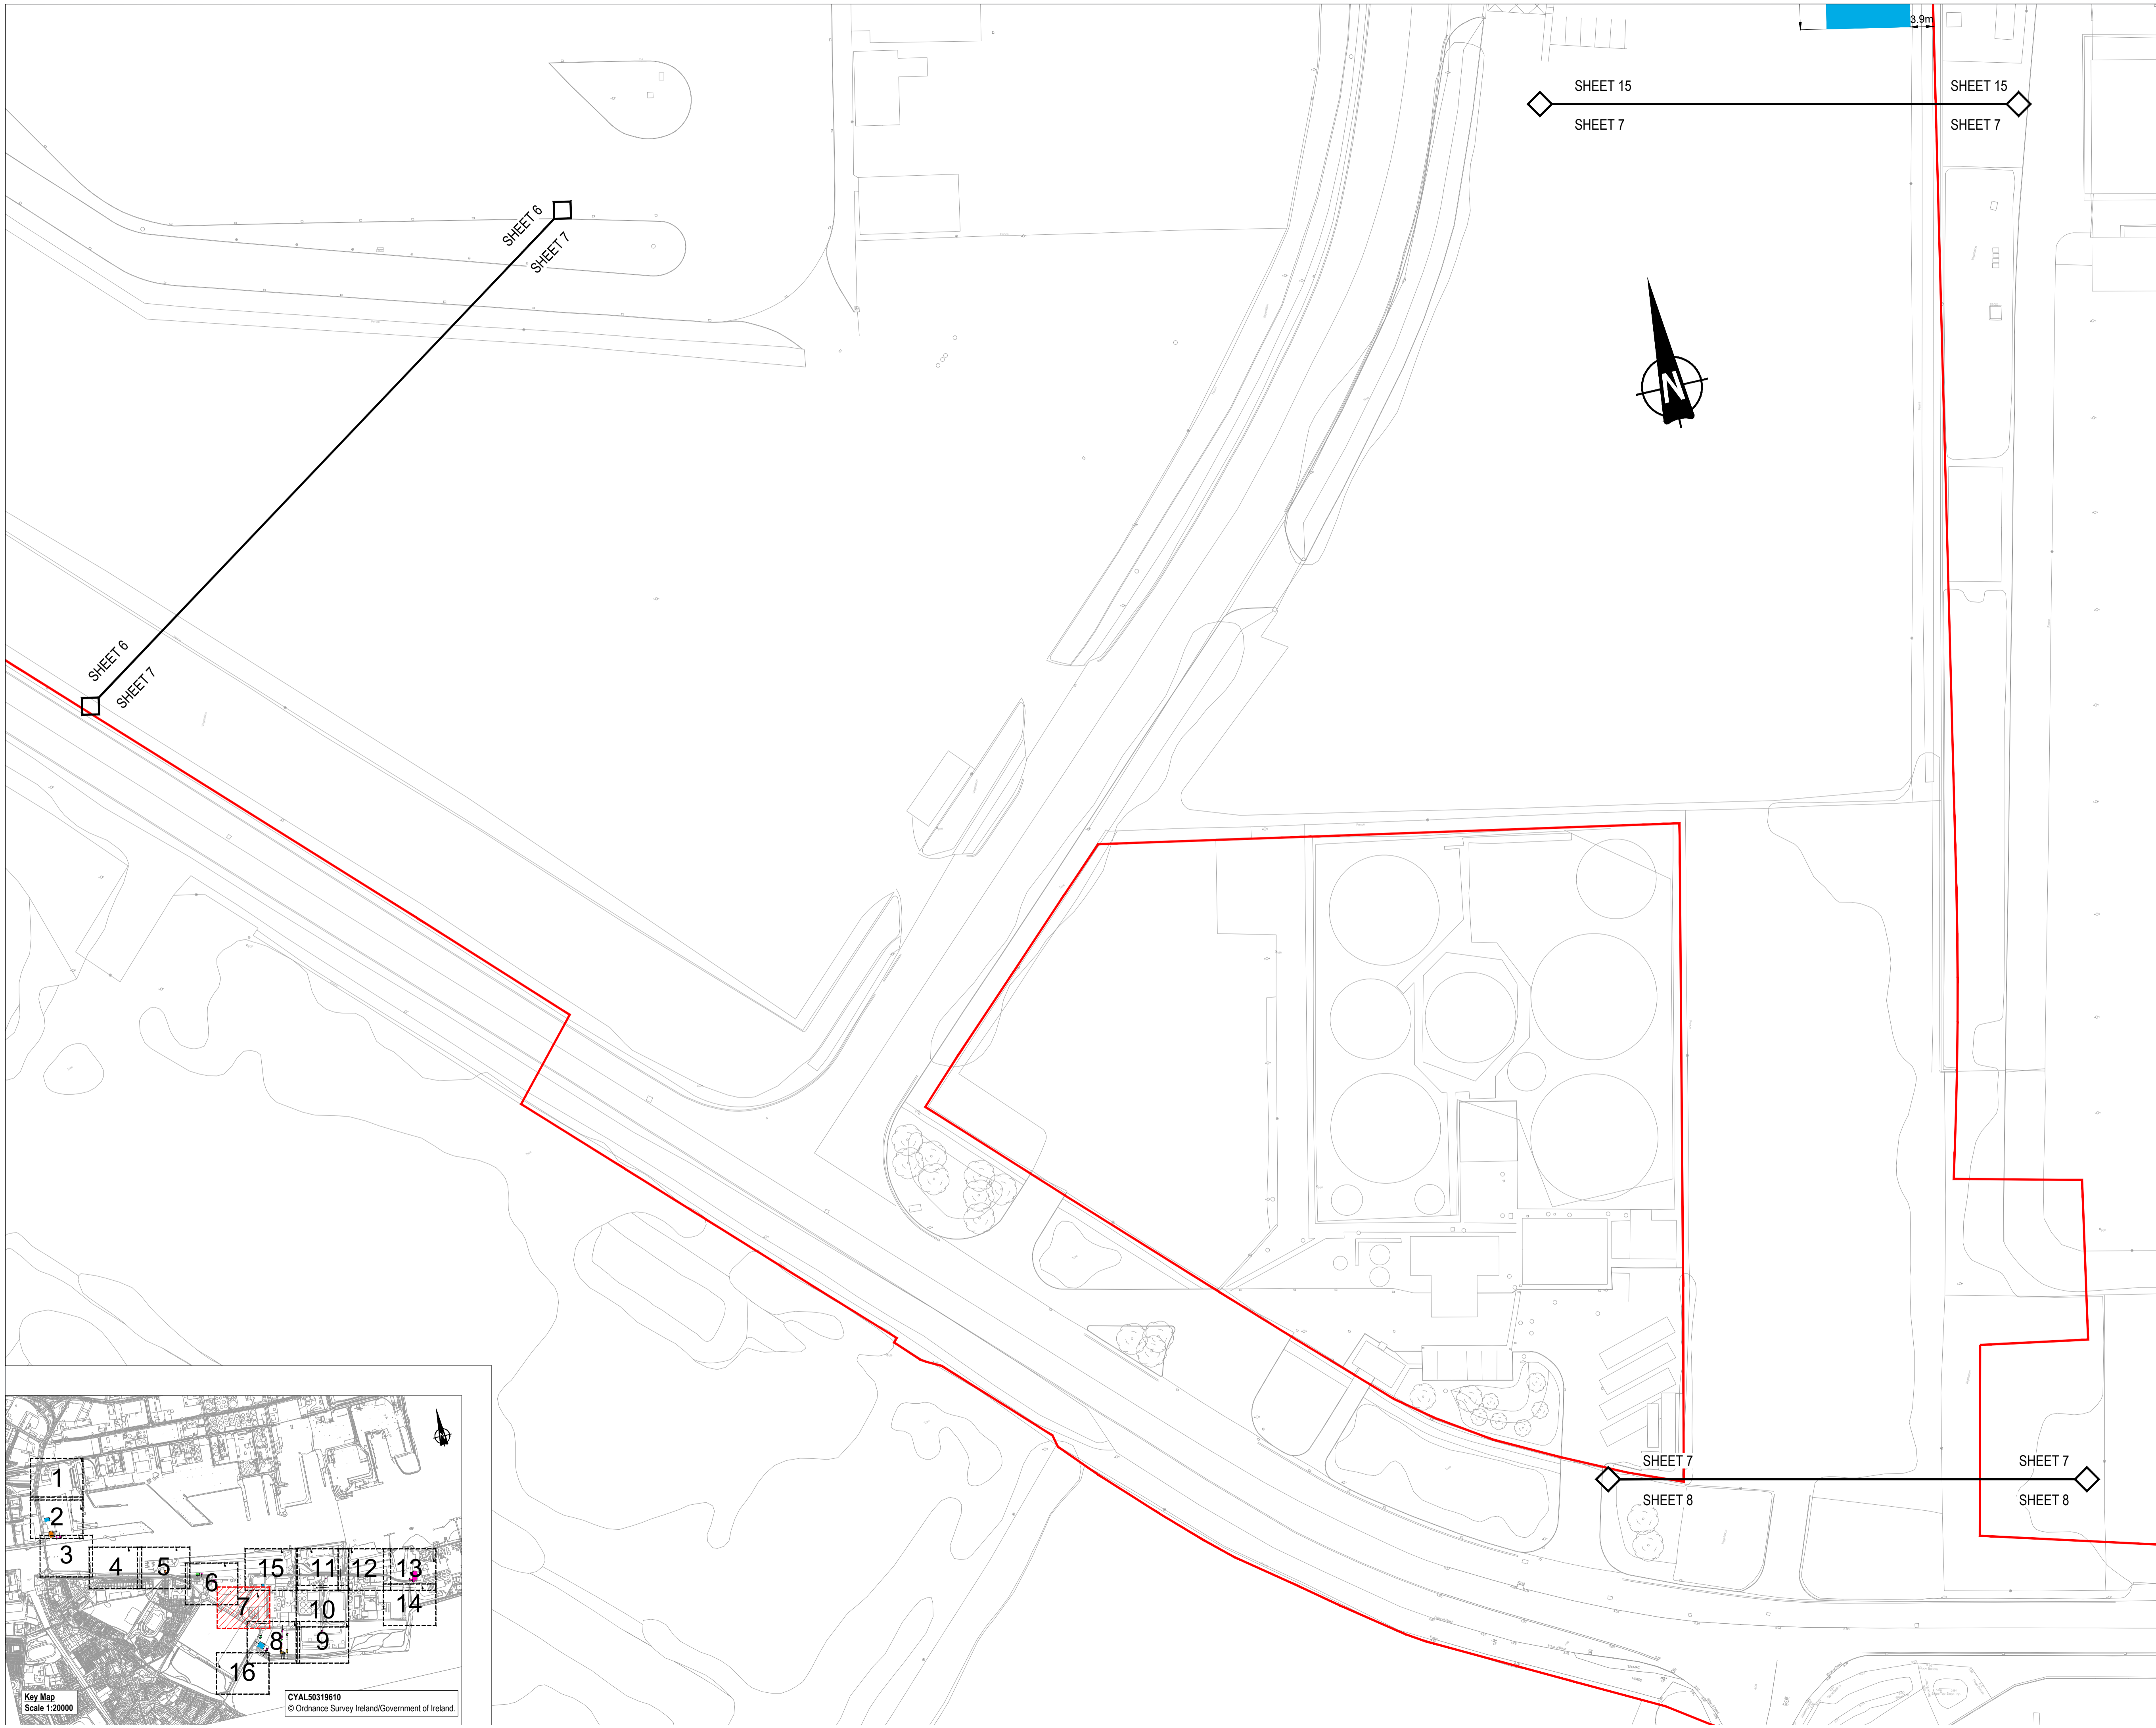 3.9m
SHEET 15
SHEET 15
SHEET 7
SHEET 7
SHEET 6
SHEET 7
N
SHEET 6
SHEET 7
SHEET 7
SHEET 7
SHEET 8
SHEET 8
1
2
3
4
5
6
15
11
12
13
7
10
14
8
9
16
Key Map
Scale 1:20000
CYAL50319610
© Ordnance Survey Ireland/Government of Ireland.